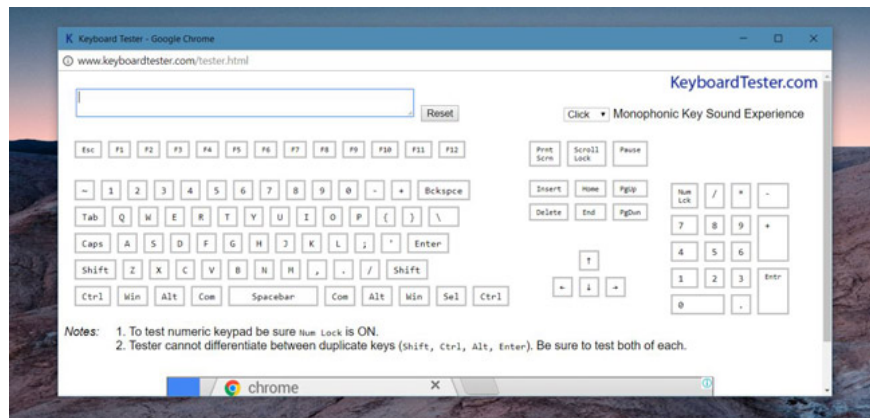 K Keyboard Tester - Google Chrome
www.keyboardtester.com/tester.html
KeyboardTester.com
Reset
Click Monophonic Key Sound Experience
Esc F1 F2 F3 F4 F5 F6 F7 F8 F9 F10 F11 F12
Prnt Scrn Scroll Lock Pause
~ 1 2 3 4 5 6 7 8 9 0 - + Bckspce
Insert Home PgUp
Num Lck / * -
Tab Q W E R T Y U I O P { } \
Delete End PgDwn
7 8 9 +
Caps A S D F G H J K L ; ' Enter
4 5 6
Shift Z X C V B N M , . / Shift
↑
1 2 3 Entr
Ctrl Win Alt Com Spacebar Com Alt Win Sel Ctrl
← ↓ →
0 .
Notes: 1. To test numeric keypad be sure Num Lock is ON.
2. Tester cannot differentiate between duplicate keys (Shift, Ctrl, Alt, Enter). Be sure to test both of each.
chrome